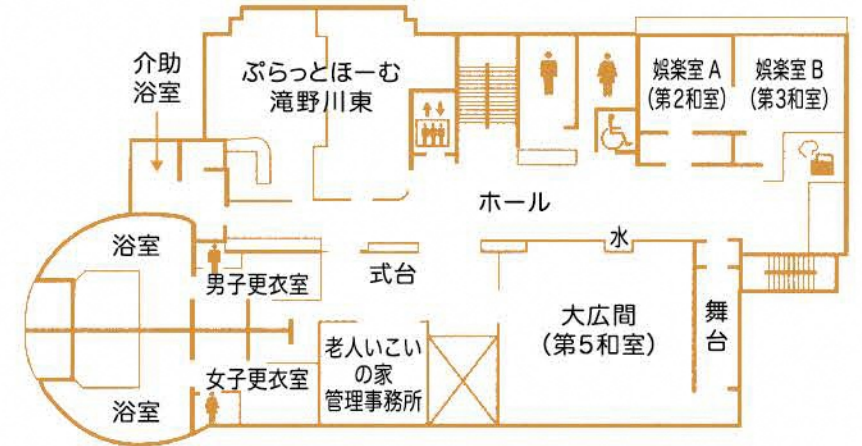 介助
浴室
ぷらっとほーむ
滝野川東
娯楽室A
(第2和室)
娯楽室B
(第3和室)
ホール
水
浴室
男子更衣室
式台
大広間
(第5和室)
舞
台
老人いこい
の家
管理事務所
女子更衣室
浴室